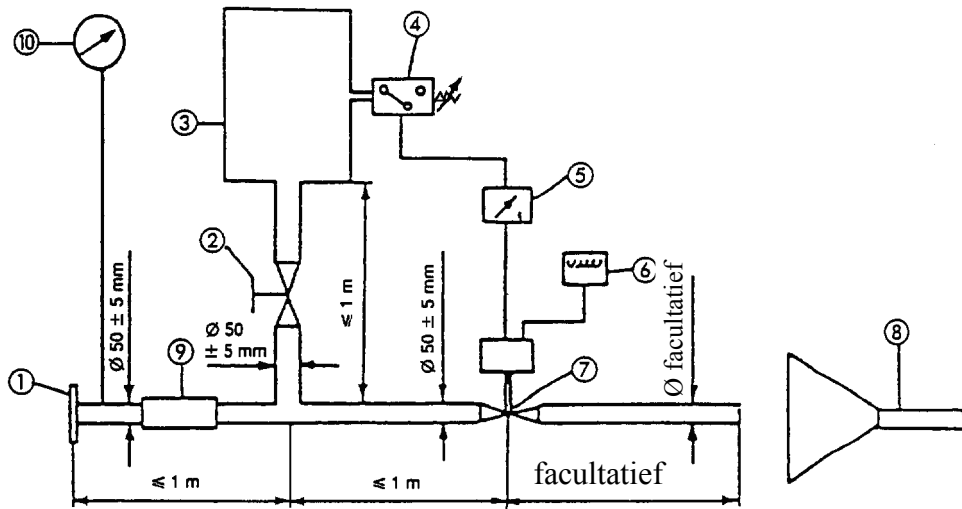 ⑩
④
③
⑤
②
⑥
Ø 50 ± 5 mm
⩽ 1 m
Ø 50 ± 5 mm
Ø facultatief
Ø 50
± 5 mm
①
⑨
⑦
⑧
⩽ 1 m
⩽ 1 m
facultatief